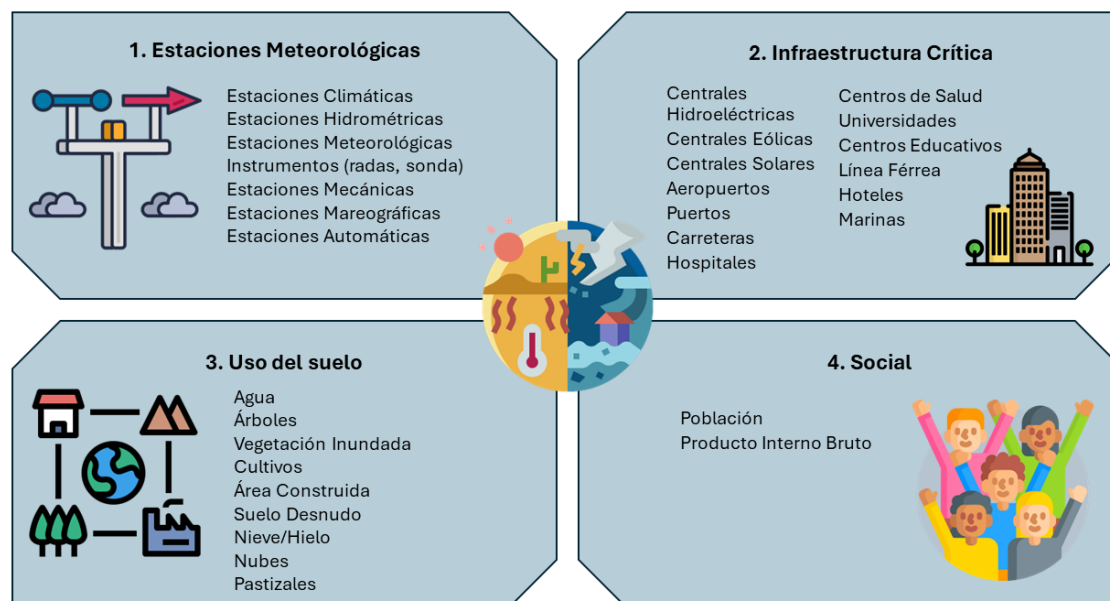 1. Estaciones Meteorológicas
Estaciones Climáticas
Estaciones Hidrométricas
Estaciones Meteorológicas
Instrumentos (radas, sonda)
Estaciones Mecánicas
Estaciones Mareográficas
Estaciones Automáticas
2. Infraestructura Crítica
Centrales
Hidroeléctricas
Centrales Eólicas
Centrales Solares
Aeropuertos
Puertos
Carreteras
Hospitales
Centros de Salud
Universidades
Centros Educativos
Línea Férrea
Hoteles
Marinas
3. Uso del suelo
Agua
Árboles
Vegetación Inundada
Cultivos
Área Construida
Suelo Desnudo
Nieve/Hielo
Nubes
Pastizales
4. Social
Población
Producto Interno Bruto